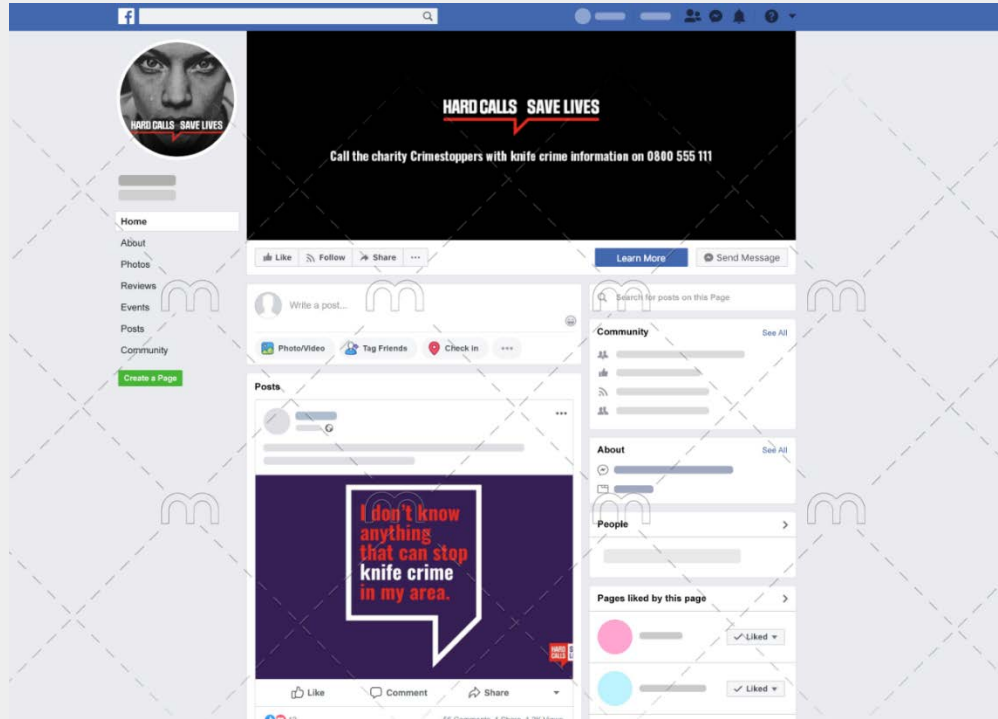 f
HARD CALLS SAVE LIVES
HARD CALLS SAVE LIVES
Call the charity Crimestoppers with knife crime information on 0800 555 111
Home
About
Photos
Reviews
Events
Posts
Community
Create a Page
Like Follow Share ...
Learn More Send Message
Write a post...
Photo/Video Tag Friends Check in ...
Posts
I don't know
anything
that can stop
knife crime
in my area.
HARD
CALLS
Like Comment Share
Search for posts on this Page
Community See All
About See All
People
Pages liked by this page
Liked
Liked